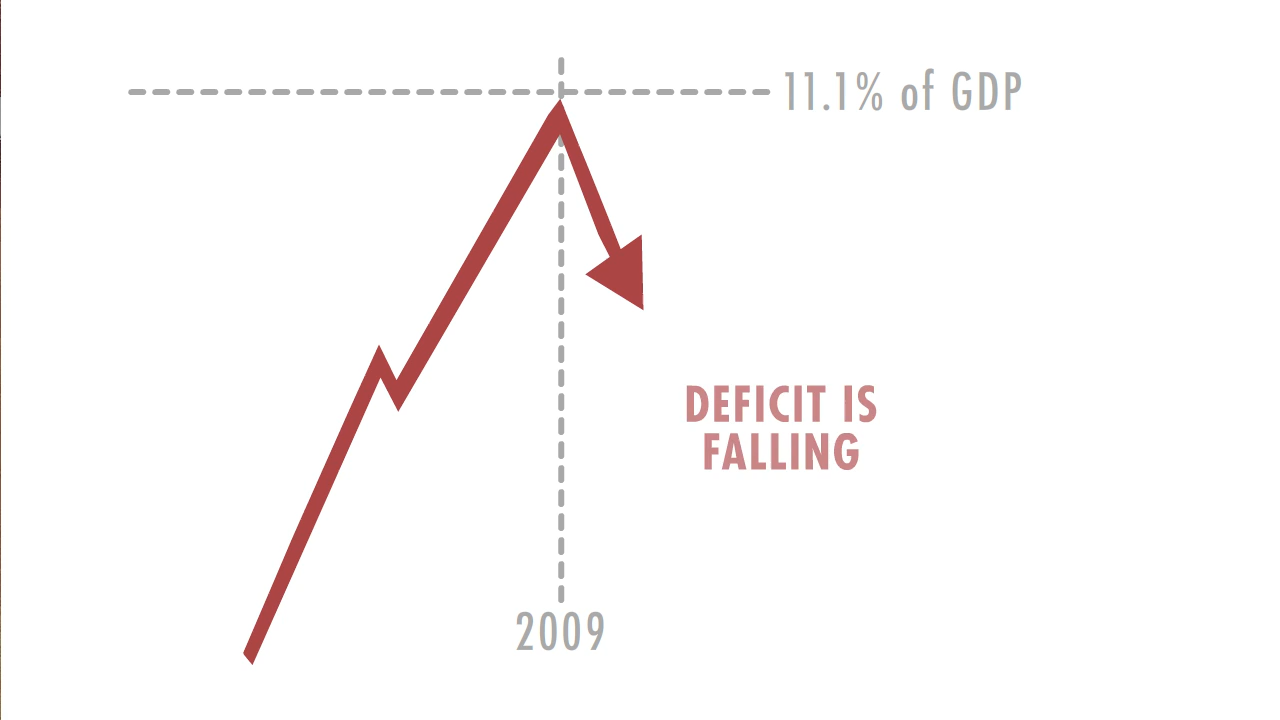 11.1% of GDP
DEFICIT IS
FALLING
2009